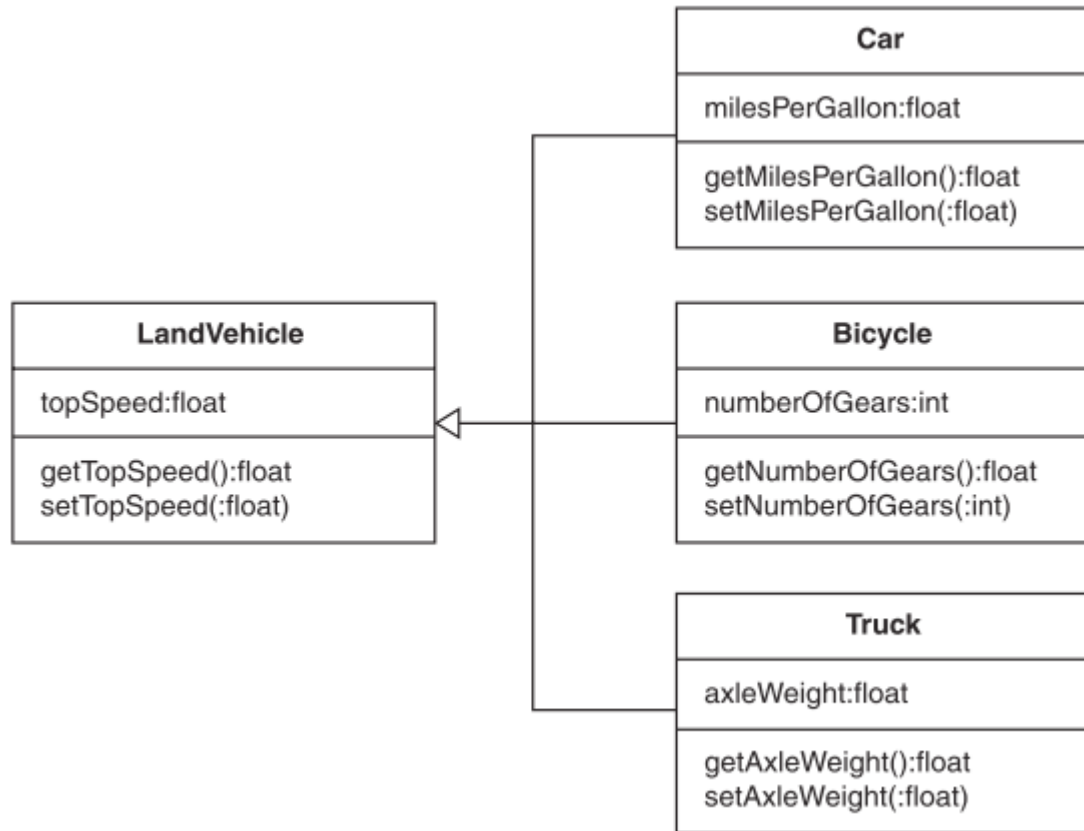 Car
milesPerGallon:float
getMilesPerGallon():float
setMilesPerGallon(:float)
LandVehicle
topSpeed:float
getTopSpeed():float
setTopSpeed(:float)
Bicycle
numberOfGears:int
getNumberOfGears():float
setNumberOfGears(:int)
Truck
axleWeight:float
getAxleWeight():float
setAxleWeight(:float)